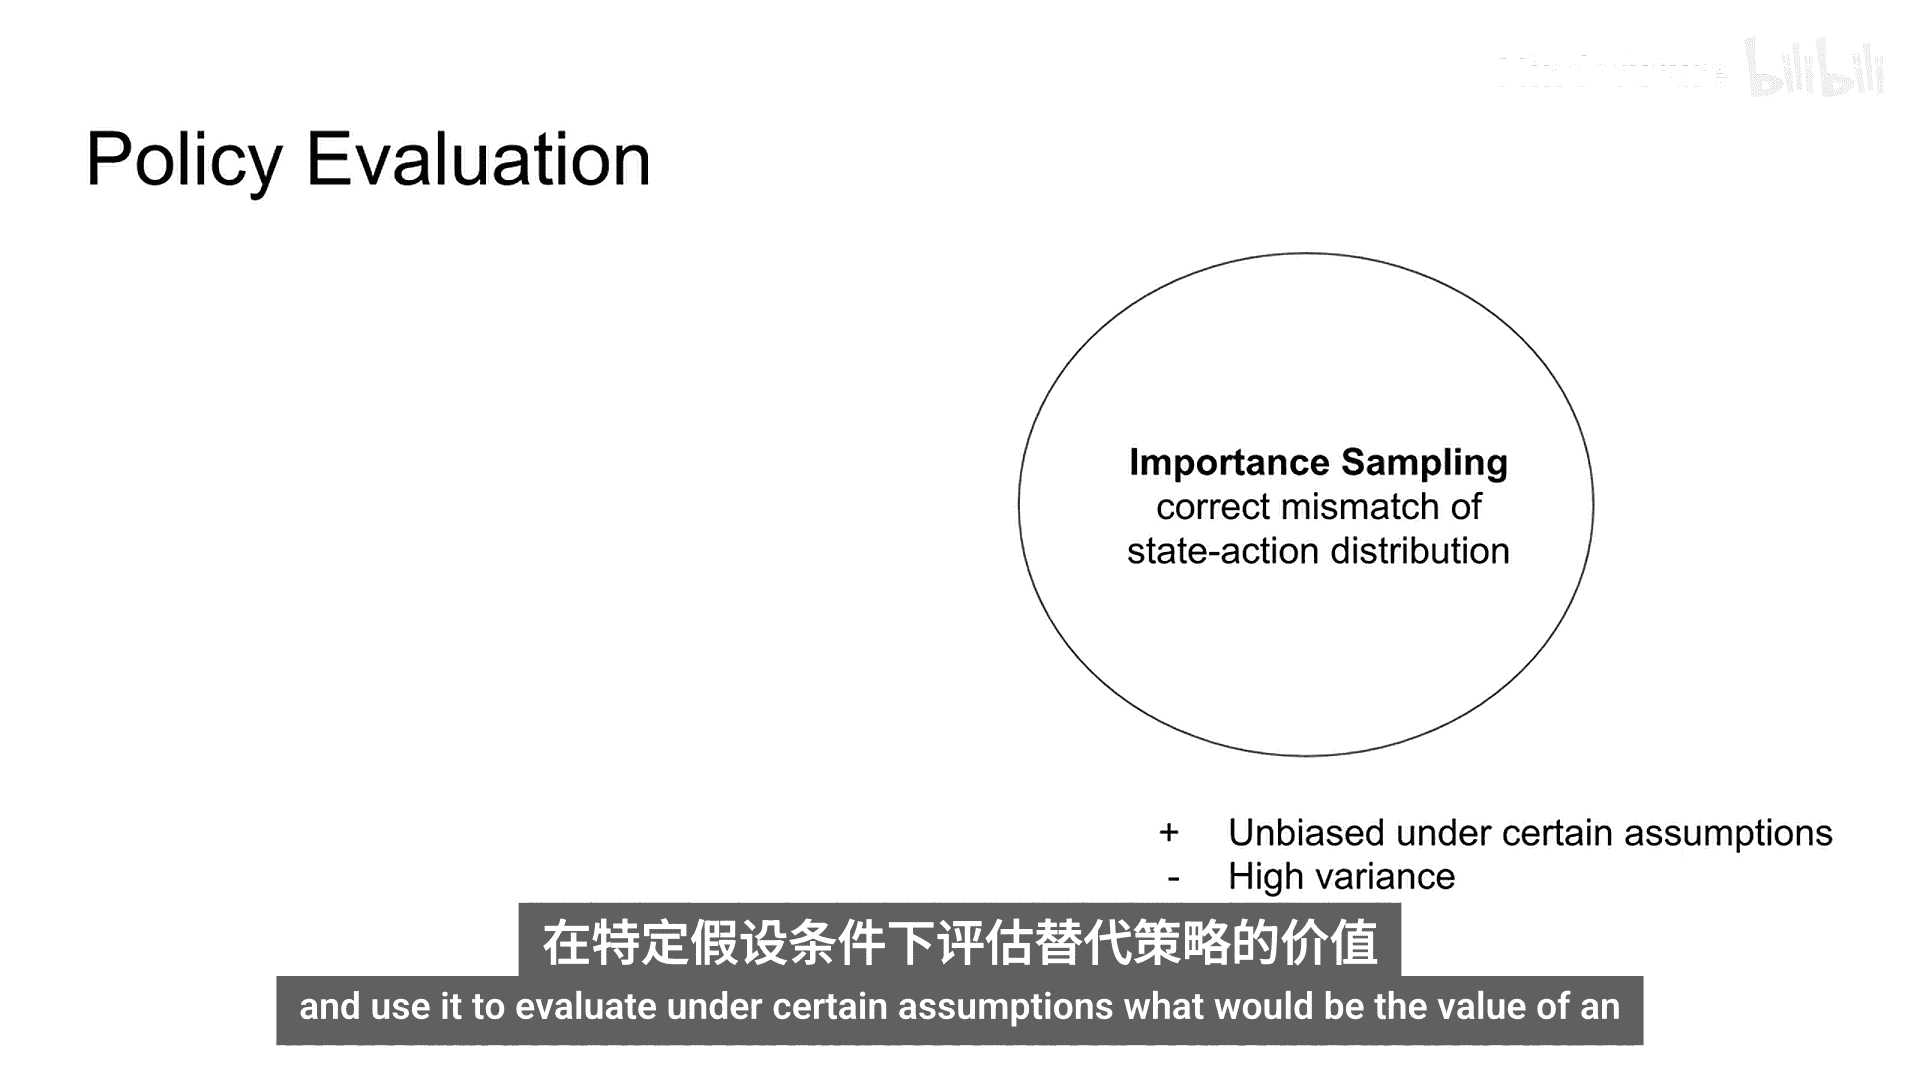 bilibili
Policy Evaluation
Importance Sampling
correct mismatch of
state-action distribution
+ Unbiased under certain assumptions
- High variance
在特定假设条件下评估替代策略的价值
and use it to evaluate under certain assumptions what would be the value of an